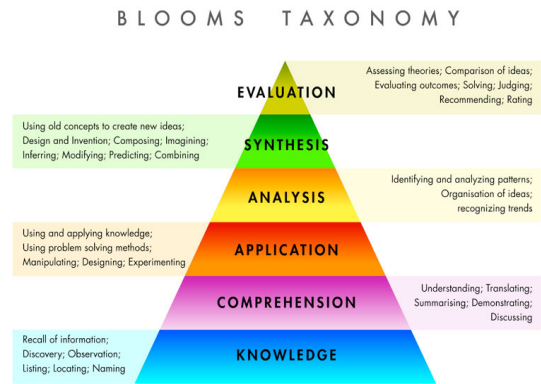 BLOOMS TAXONOMY
EVALUATION
Assessing theories; Comparison of ideas;
Evaluating outcomes; Solving; Judging;
Recommending; Rating
Using old concepts to create new ideas;
Design and Invention; Composing; Imagining;
Inferring; Modifying; Predicting; Combining
SYNTHESIS
ANALYSIS
Identifying and analyzing patterns;
Organisation of ideas;
recognizing trends
Using and applying knowledge;
Using problem solving methods;
Manipulating; Designing; Experimenting
APPLICATION
COMPREHENSION
Understanding; Translating;
Summarising; Demonstrating;
Discussing
Recall of information;
Discovery; Observation;
Listing; Locating; Naming
KNOWLEDGE